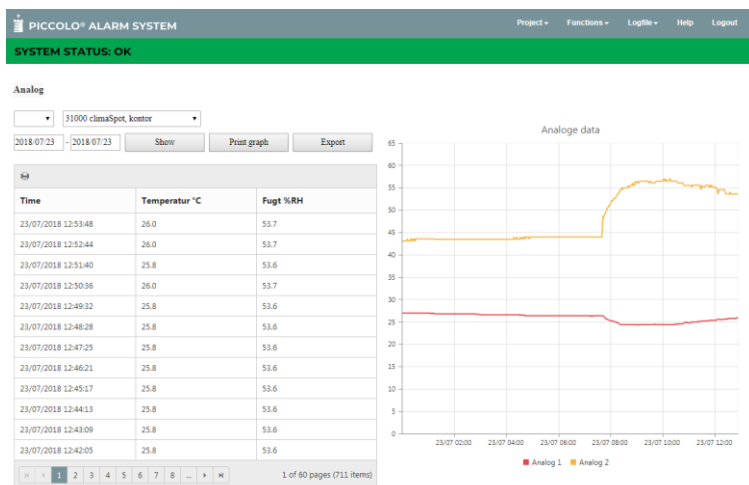 PICCOLO® ALARM SYSTEM
Project Functions Logfile Help Logout
SYSTEM STATUS: OK
Analog
31000 climaSpot, kontor
2018/07/23 - 2018/07/23 Show Print graph Export
Time Temperatur °C Fugt %RH
23/07/2018 12:53:48 26.0 53.7
23/07/2018 12:52:44 26.0 53.7
23/07/2018 12:51:40 25.8 53.6
23/07/2018 12:50:36 26.0 53.7
23/07/2018 12:49:32 25.8 53.6
23/07/2018 12:48:28 25.8 53.6
23/07/2018 12:47:25 25.8 53.6
23/07/2018 12:46:21 25.8 53.6
23/07/2018 12:45:17 25.8 53.6
23/07/2018 12:44:13 25.8 53.6
23/07/2018 12:43:09 25.8 53.6
23/07/2018 12:42:05 25.8 53.6
1 2 3 4 5 6 7 8 ... 1 of 60 pages (711 items)
Analoge data
65
60
55
50
45
40
35
30
25
20
15
10
5
0
23/07 02:00 23/07 04:00 23/07 06:00 23/07 08:00 23/07 10:00 23/07 12:00
Analog 1 Analog 2